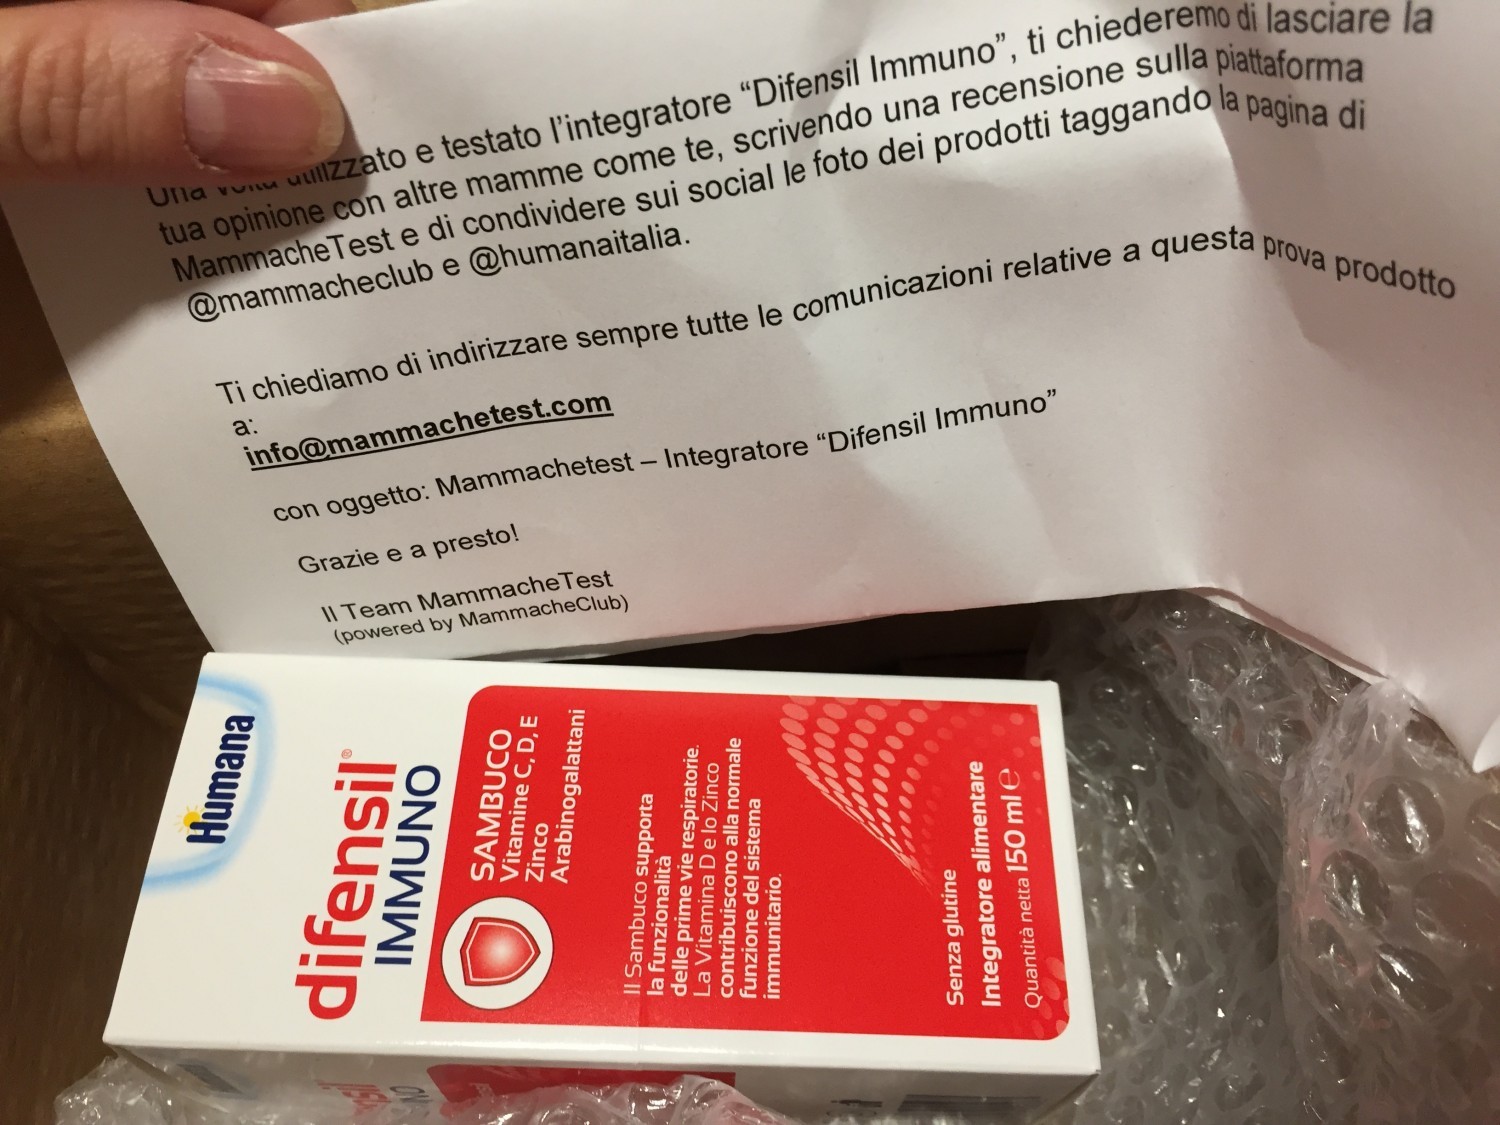 Una volta utilizzato e testato l'integratore “Difensil Immuno”, ti chiederemo di lasciare la
tua opinione con altre mamme come te, scrivendo una recensione sulla piattaforma
MammacheTest e di condividere sui social le foto dei prodotti taggando la pagina di
@mammacheclub e @humanaitalia.
Ti chiediamo di indirizzare sempre tutte le comunicazioni relative a questa prova prodotto
a:
info@mammachetest.com
con oggetto: Mammachetest – Integratore “Difensil Immuno”
Grazie e a presto!
Il Team MammacheTest
(powered by MammacheClub)
Humana
difensil®
IMMUNO
SAMBUCO
Vitamine C, D, E
Zinco
Arabinogalattani
Il Sambuco supporta
la funzionalità
delle prime vie respiratorie.
La Vitamina D e lo Zinco
contribuiscono alla normale
funzione del sistema
immunitario.
Senza glutine
Integratore alimentare
Quantità netta 150 ml e